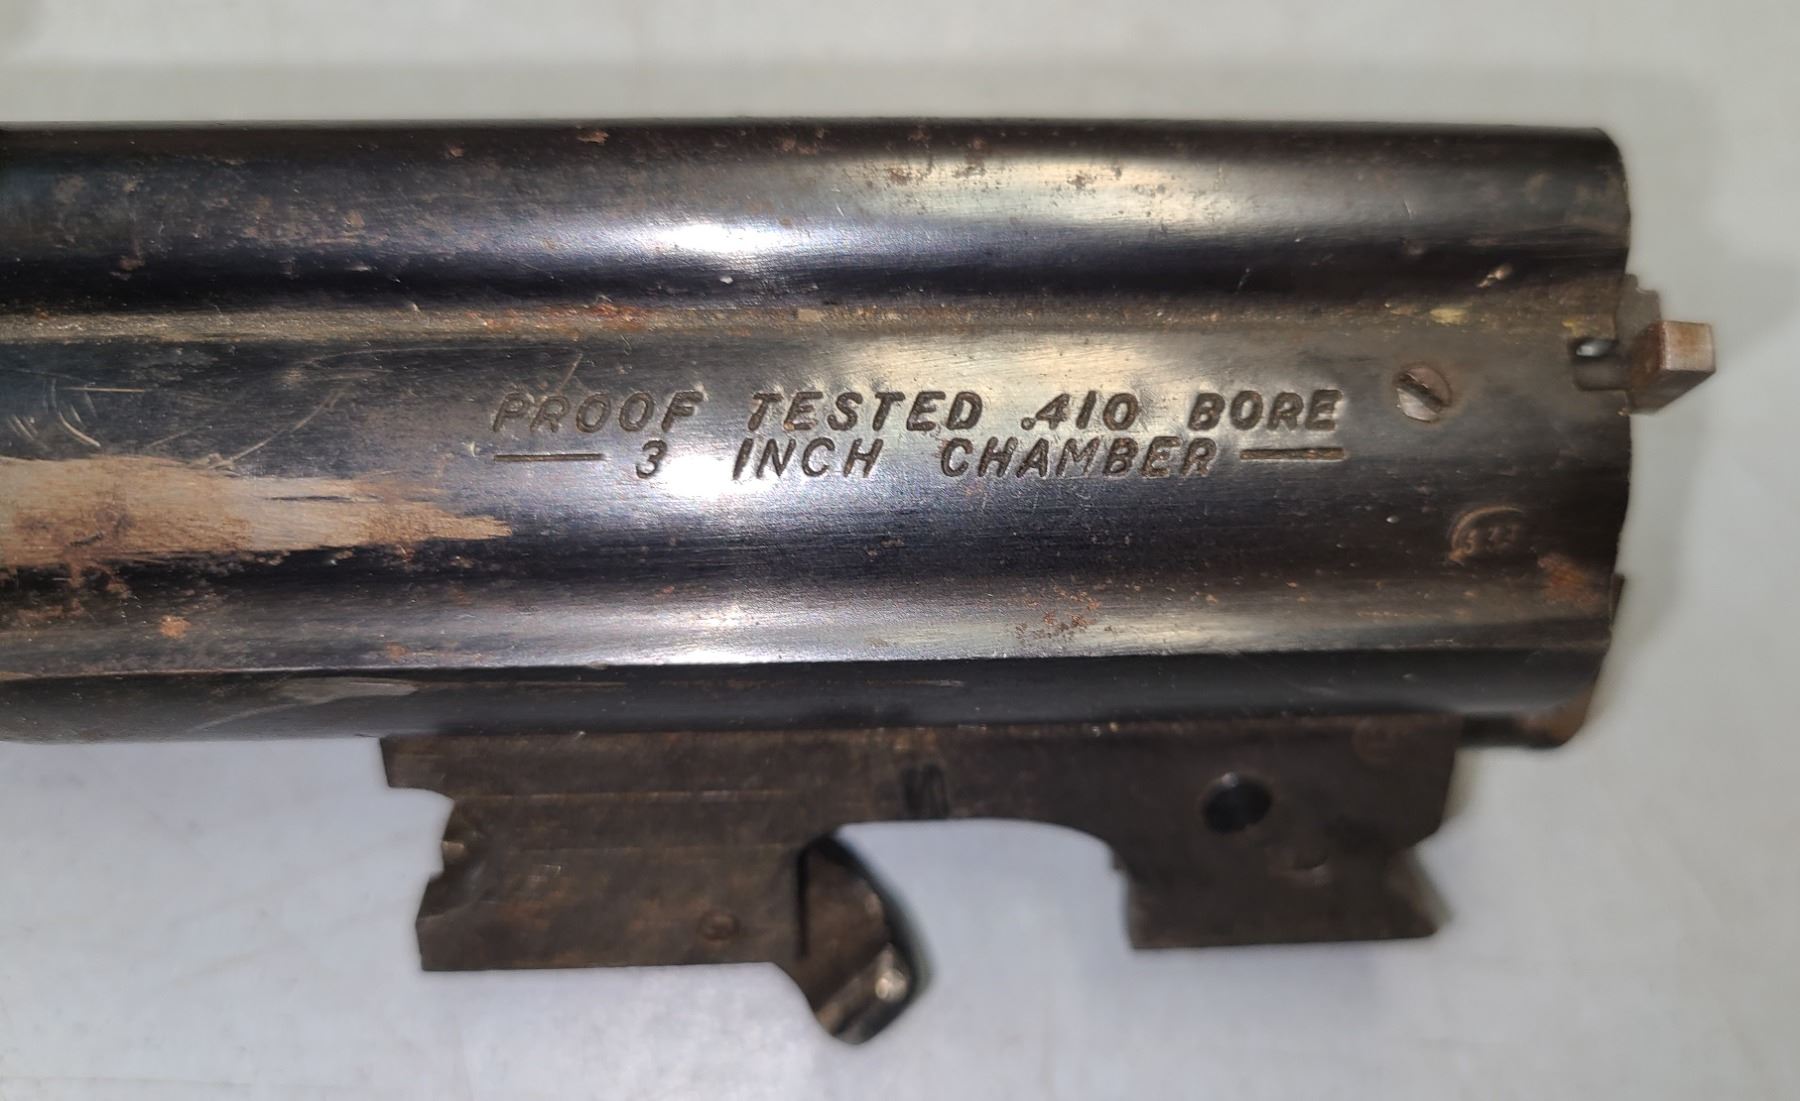 PROOF TESTED .410 BORE
3 INCH CHAMBER